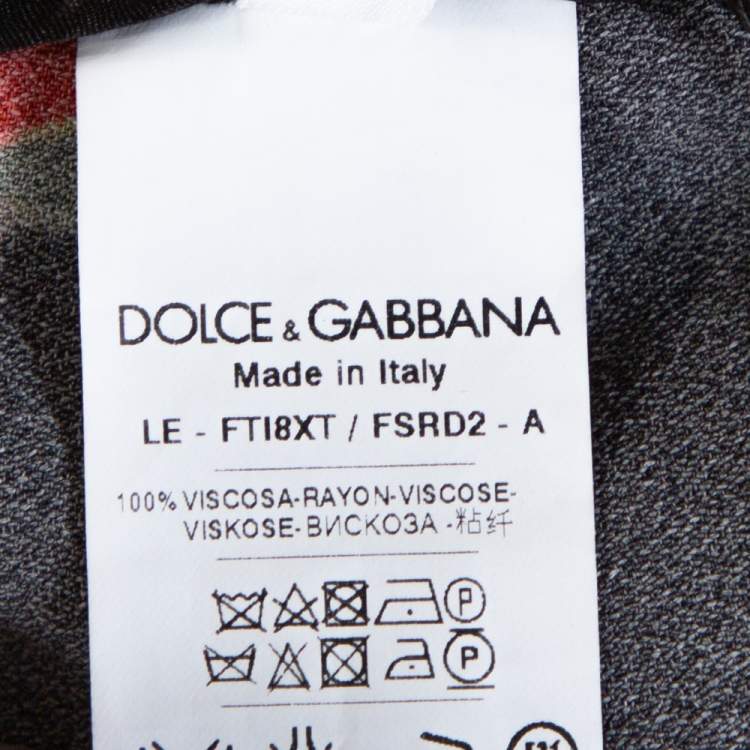 DOLCE & GABBANA
Made in Italy
LE - FTI8XT / FSRD2 - A
100% VISCOSA-RAYON-VISCOSE-
VISKOSE-ВИСКОЗА -粘纤
P
P